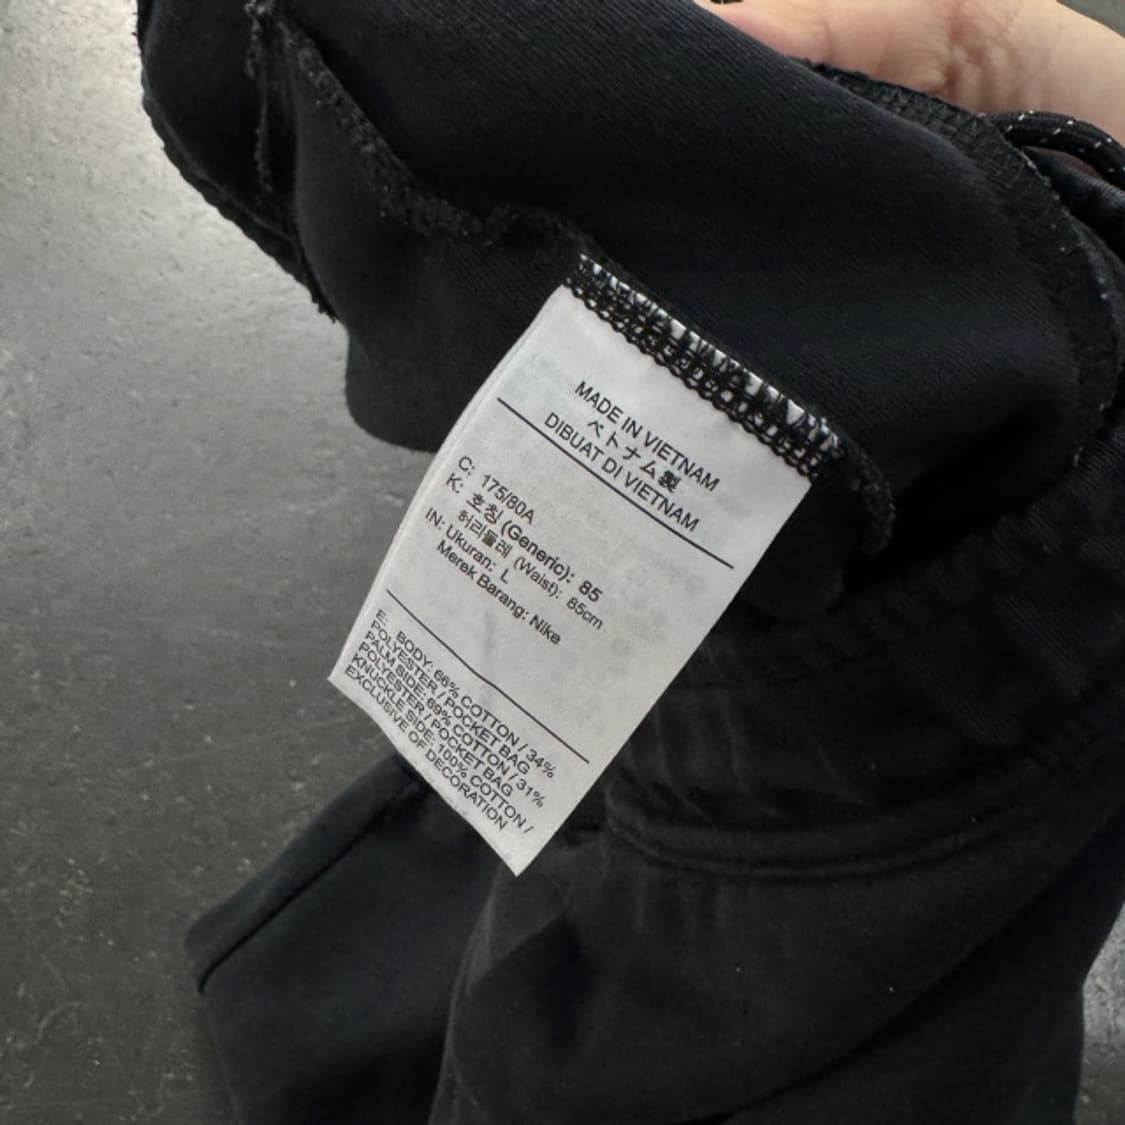 MADE IN VIETNAM
ベトナム製
DIBUAT DI VIETNAM
C: 175/80A
K: 호칭 (Generic): 85
허리둘레 (Waist): 85cm
IN: Ukuran: L
Merek Barang: Nike
E: BODY: 66% COTTON / 34%
POLYESTER / POCKET BAG
PALM SIDE: 69% COTTON / 31%
POLYESTER / POCKET BAG
KNUCKLE SIDE: 100% COTTON /
EXCLUSIVE OF DECORATION